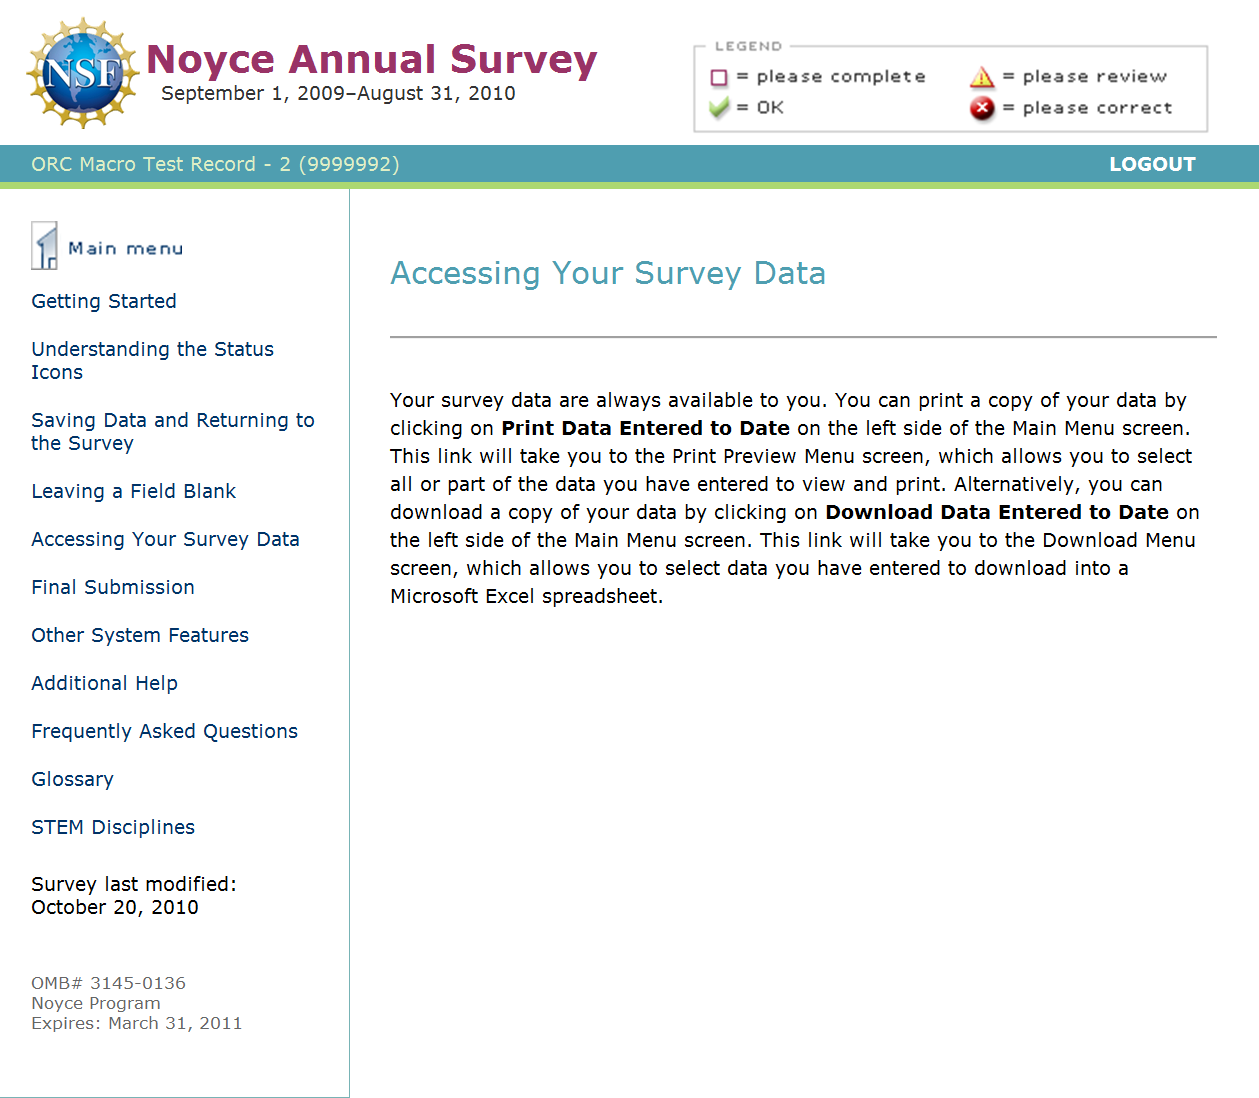 NSF
Noyce Annual Survey
September 1, 2009–August 31, 2010
LEGEND
= please complete
= please review
= OK
= please correct
ORC Macro Test Record - 2 (9999992)
LOGOUT
Main menu
Getting Started
Understanding the Status
Icons
Saving Data and Returning to
the Survey
Leaving a Field Blank
Accessing Your Survey Data
Final Submission
Other System Features
Additional Help
Frequently Asked Questions
Glossary
STEM Disciplines
Survey last modified:
October 20, 2010
OMB# 3145-0136
Noyce Program
Expires: March 31, 2011
Accessing Your Survey Data
Your survey data are always available to you. You can print a copy of your data by
clicking on Print Data Entered to Date on the left side of the Main Menu screen.
This link will take you to the Print Preview Menu screen, which allows you to select
all or part of the data you have entered to view and print. Alternatively, you can
download a copy of your data by clicking on Download Data Entered to Date on
the left side of the Main Menu screen. This link will take you to the Download Menu
screen, which allows you to select data you have entered to download into a
Microsoft Excel spreadsheet.